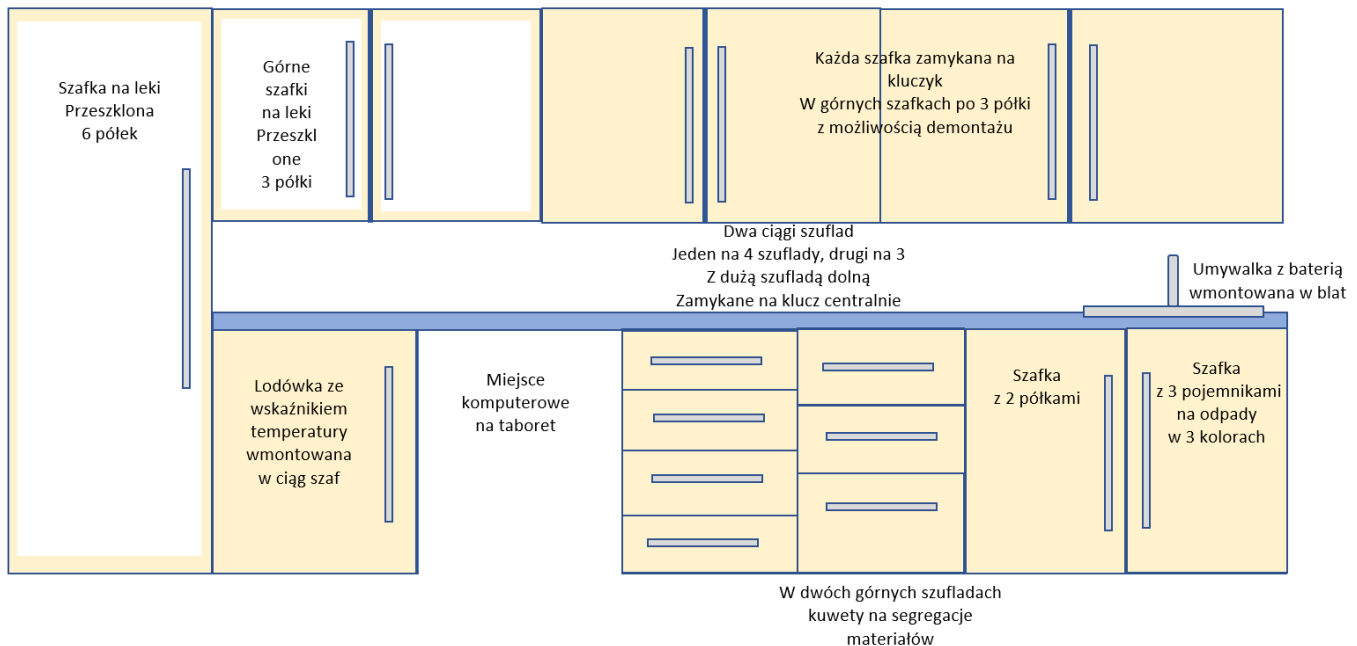 Szafka na leki
Przeszklona
6 półek
Górne
szafki
na leki
Przeszkl
one
3 półki
Każda szafka zamykana na
kluczyk
W górnych szafkach po 3 półki
z możliwością demontażu
Dwa ciągi szuflad
Jeden na 4 szuflady, drugi na 3
Z dużą szufladą dolną
Zamykane na klucz centralnie
Umywalka z baterią
wmontowana w blat
Lodówka ze
wskaźnikiem
temperatury
wmontowana
w ciąg szaf
Miejsce
komputerowe
na taboret
Szafka
z 2 półkami
Szafka
z 3 pojemnikami
na odpady
w 3 kolorach
W dwóch górnych szufladach
kuwety na segregacje
materiałów